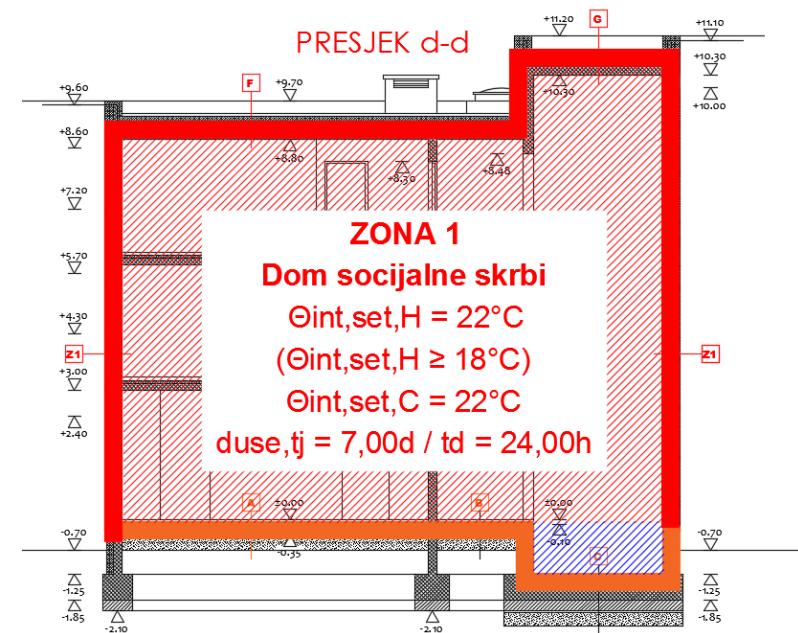 PRESJEK d-d
+11.20
G
+11.10
+9.60
F
+9.70
+10.30
+10.30
+10.00
+8.60
+8.80
+8.30
+8.48
+7.20
ZONA 1
Dom socijalne skrbi
Θint,set,H = 22°C
(Θint,set,H ≥ 18°C)
Θint,set,C = 22°C
duse,tj = 7,00d / td = 24,00h
+5.70
+4.30
Z1
Z1
+3.00
+2.40
A
±0.00
B
±0.00
-0.70
-0.35
-0.10
-0.70
C
-1.25
-1.25
-1.85
-1.85
-2.10
-2.10